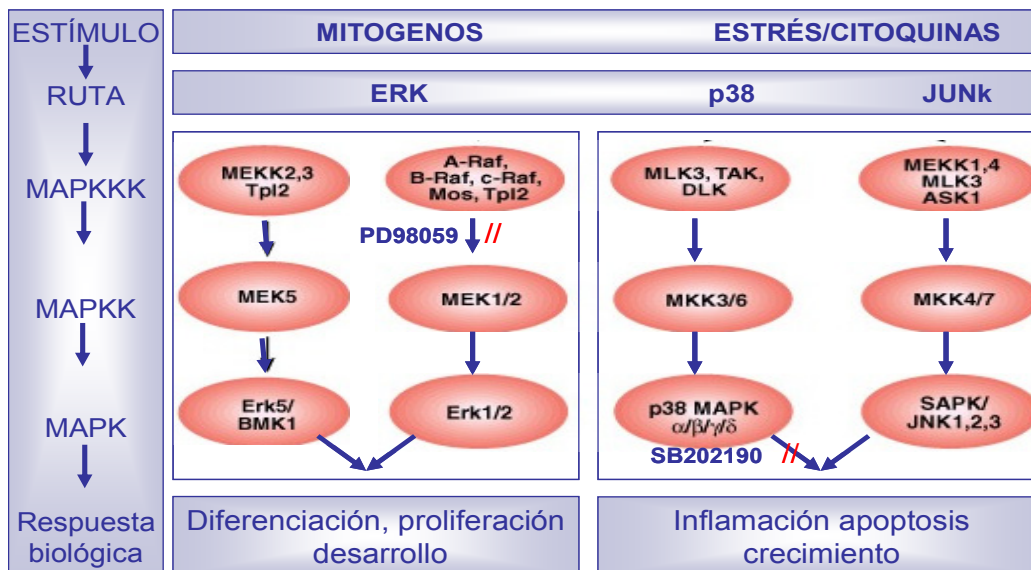 ESTÍMULO
RUTA
MAPKKK
MAPKK
MAPK
Respuesta
biológica
MITOGENOS
ESTRÉS/CITOQUINAS
ERK
p38
JUNk
MEKK2,3
Tpl2
A-Raf,
B-Raf, c-Raf,
Mos, Tpl2
MLK3, TAK,
DLK
MEKK1,4
MLK3
ASK1
PD98059 //
MEK5
MEK1/2
MKK3/6
MKK4/7
Erk5/
BMK1
Erk1/2
p38 MAPK
α/β/γ/δ
SAPK/
JNK1,2,3
SB202190 //
Diferenciación, proliferación
desarrollo
Inflamación apoptosis
crecimiento